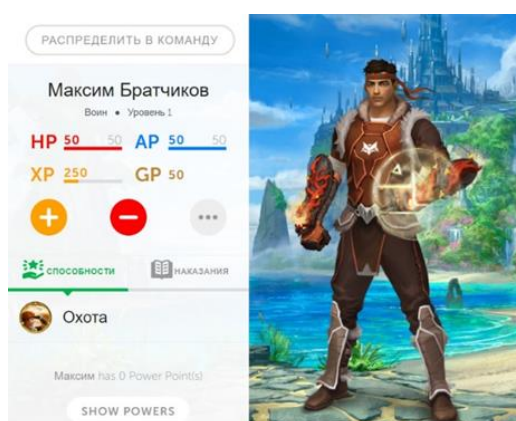 РАСПРЕДЕЛИТЬ В КОМАНДУ
Максим Братчиков
Воин • Уровень 1
HP 50 50 AP 50 50
XP 250 GP 50
СПОСОБНОСТИ НАКАЗАНИЯ
Охота
Максим has 0 Power Point(s)
SHOW POWERS